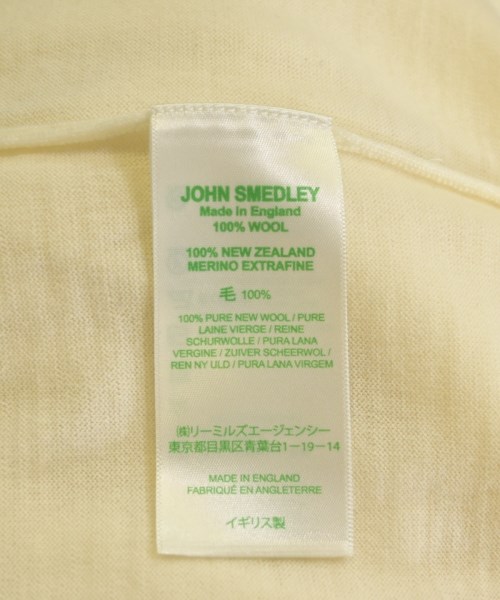 JOHN SMEDLEY
Made in England
100% WOOL
100% NEW ZEALAND
MERINO EXTRAFINE
毛 100%
100% PURE NEW WOOL / PURE
LAINE VIERGE / REINE
SCHURWOLLE / PURA LANA
VERGINE / ZUIVER SCHEERWOL /
REN NY ULD / PURA LANA VIRGEM
㈱リーミルズエージェンシー
東京都目黒区青葉台1-19-14
MADE IN ENGLAND
FABRIQUÉ EN ANGLETERRE
イギリス製